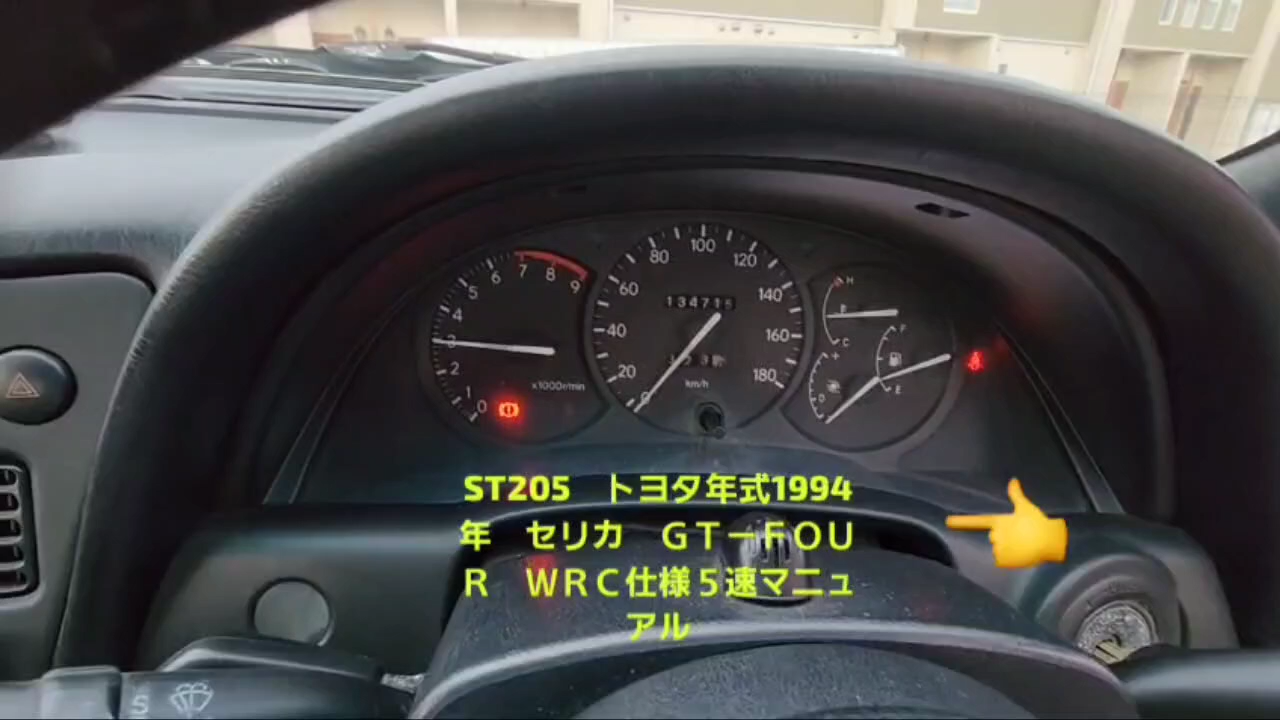 80 100 120
60 140
40 160
20 180
0
134715
km/h
0 1 2 3 4 5 6 7 8 9
x1000r/min
H
C
F
E
ST205 トヨタ年式1994
年 セリカ GT-FOU
R WRC仕様5速マニュ
アル